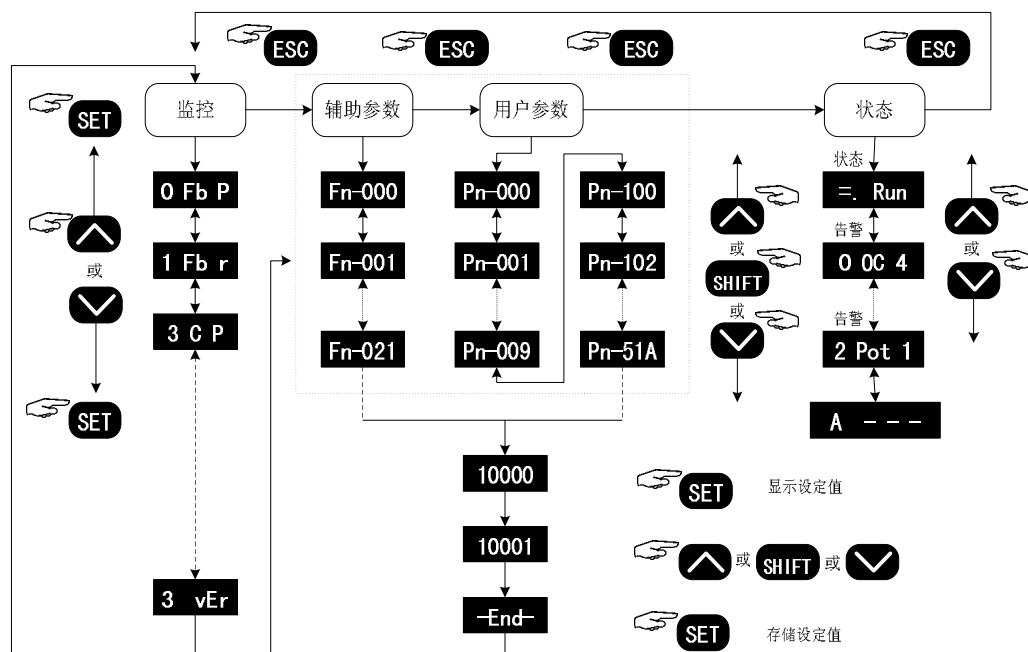 ESC ESC ESC ESC
SET
监控 辅助参数 用户参数 状态
状态
0 Fb P Fn-000 Pn-000 Pn-100 =. Run
告警
或 或
1 Fb r Fn-001 Pn-001 Pn-102 SHIFT 0 OC 4 或
或 告警
3 C P Fn-021 Pn-009 Pn-51A 2 Pot 1
SET
A ---
10000
SET 显示设定值
10001
或 SHIFT 或
3 vEr -End-
SET 存储设定值